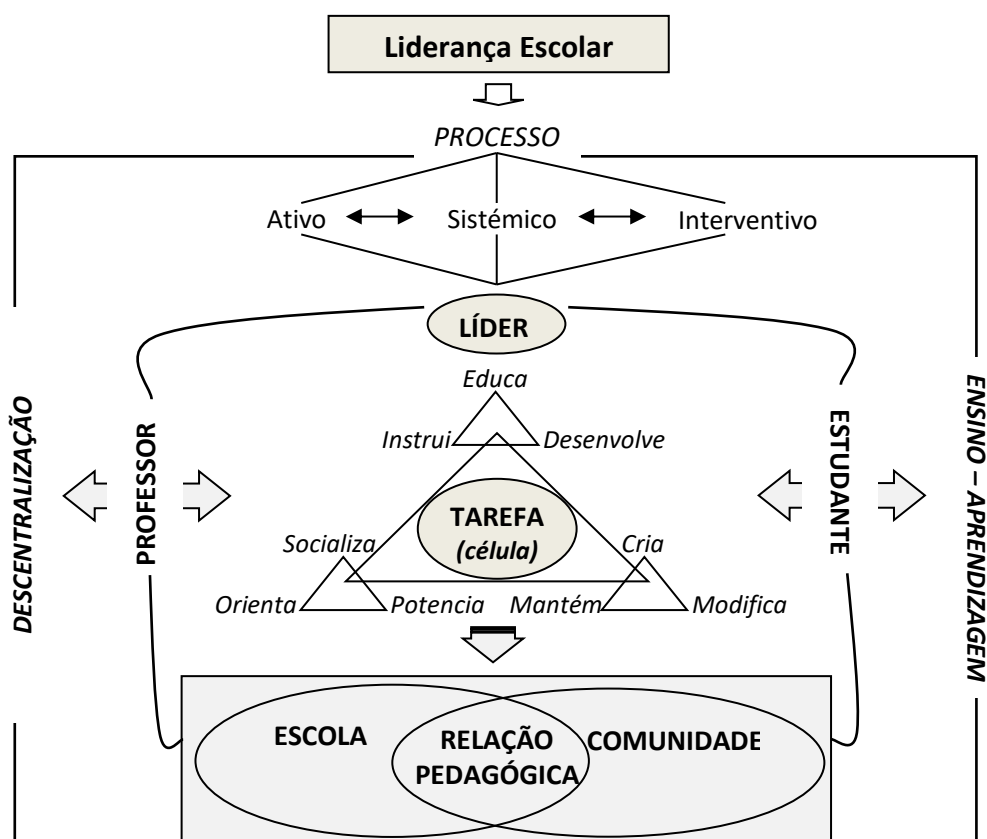 Liderança Escolar
PROCESSO
Ativo
Sistémico
Interventivo
LÍDER
Educa
Instrui
Desenvolve
DESCENTRALIZAÇÃO
PROFESSOR
TAREFA
(célula)
ESTUDANTE
ENSINO – APRENDIZAGEM
Socializa
Cria
Orienta
Potencia
Mantém
Modifica
ESCOLA
RELAÇÃO
PEDAGÓGICA
COMUNIDADE